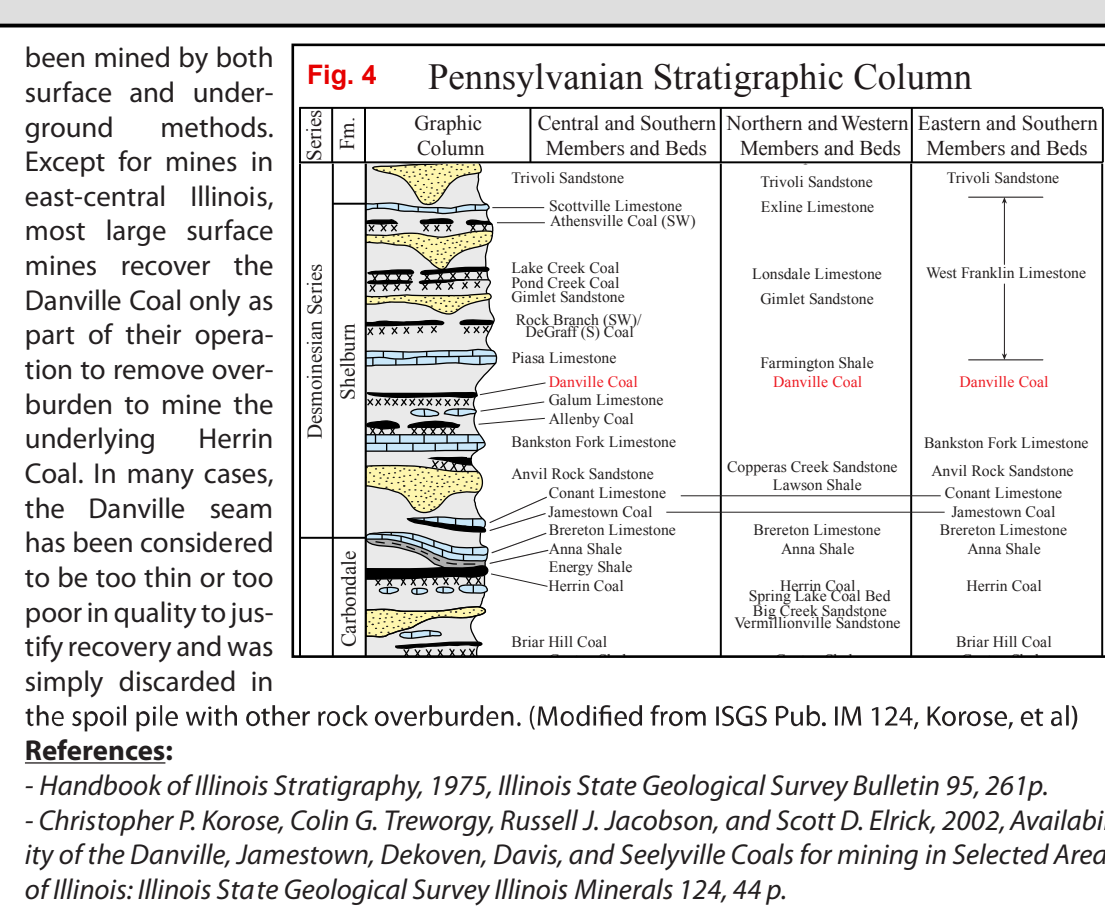 been mined by both
surface and under-
ground methods.
Except for mines in
east-central Illinois,
most large surface
mines recover the
Danville Coal only as
part of their opera-
tion to remove over-
burden to mine the
underlying Herrin
Coal. In many cases,
the Danville seam
has been considered
to be too thin or too
poor in quality to jus-
tify recovery and was
simply discarded in
the spoil pile with other rock overburden. (Modified from ISGS Pub. IM 124, Korose, et al)
Fig. 4 Pennsylvanian Stratigraphic Column
Series
Fm.
Graphic
Column
Central and Southern
Members and Beds
Northern and Western
Members and Beds
Eastern and Southern
Members and Beds
Desmoinesian Series
Shelburn
Carbondale
Trivoli Sandstone
Scottville Limestone
Athensville Coal (SW)
Lake Creek Coal
Pond Creek Coal
Gimlet Sandstone
Rock Branch (SW)/
DeGraff (S) Coal
Piasa Limestone
Danville Coal
Galum Limestone
Allenby Coal
Bankston Fork Limestone
Anvil Rock Sandstone
Conant Limestone
Jamestown Coal
Brereton Limestone
Anna Shale
Energy Shale
Herrin Coal
Briar Hill Coal
Trivoli Sandstone
Exline Limestone
Lonsdale Limestone
Gimlet Sandstone
Farmington Shale
Danville Coal
Copperas Creek Sandstone
Lawson Shale
Brereton Limestone
Anna Shale
Herrin Coal
Spring Lake Coal Bed
Big Creek Sandstone
Vermillionville Sandstone
Trivoli Sandstone
West Franklin Limestone
Danville Coal
Bankston Fork Limestone
Anvil Rock Sandstone
Conant Limestone
Jamestown Coal
Brereton Limestone
Anna Shale
Herrin Coal
Briar Hill Coal
References:
- Handbook of Illinois Stratigraphy, 1975, Illinois State Geological Survey Bulletin 95, 261p.
- Christopher P. Korose, Colin G. Treworgy, Russell J. Jacobson, and Scott D. Elrick, 2002, Availabil
ity of the Danville, Jamestown, Dekoven, Davis, and Seelyville Coals for mining in Selected Area
of Illinois: Illinois State Geological Survey Illinois Minerals 124, 44 p.